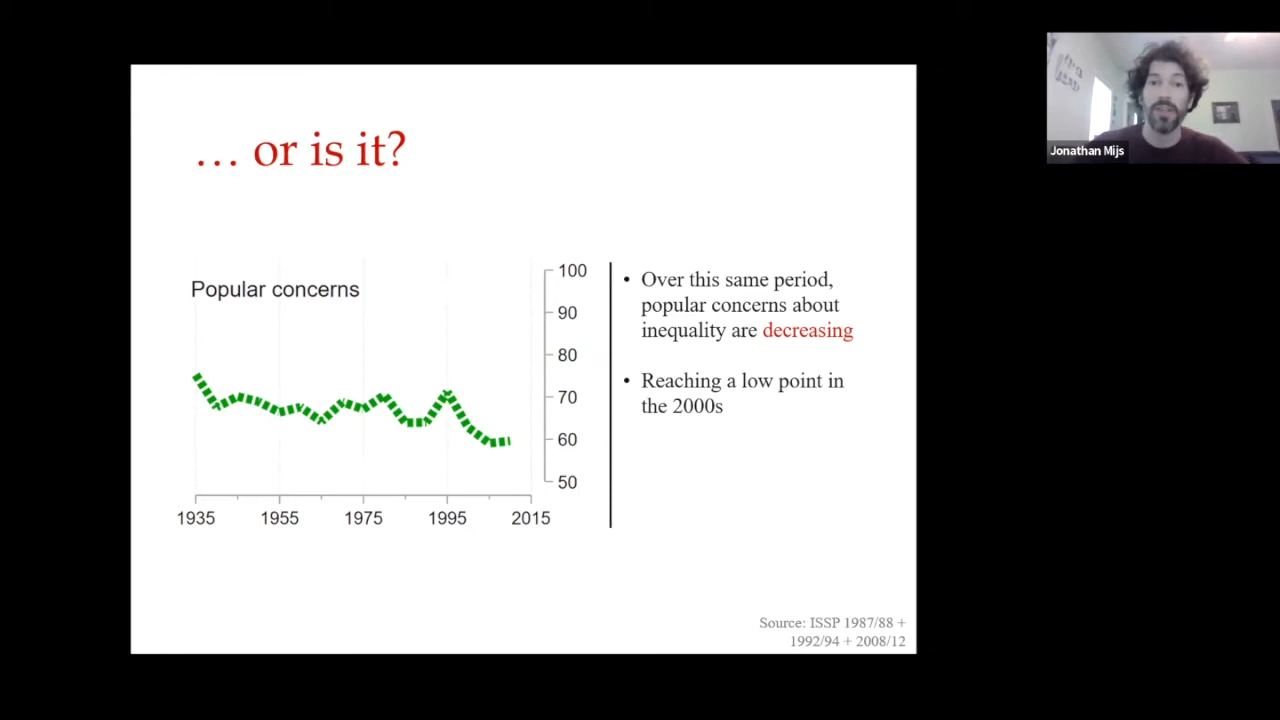 … or is it?
Popular concerns
100
90
80
70
60
50
1935 1955 1975 1995 2015
• Over this same period,
popular concerns about
inequality are decreasing
• Reaching a low point in
the 2000s
Source: ISSP 1987/88 +
1992/94 + 2008/12
Jonathan Mijs